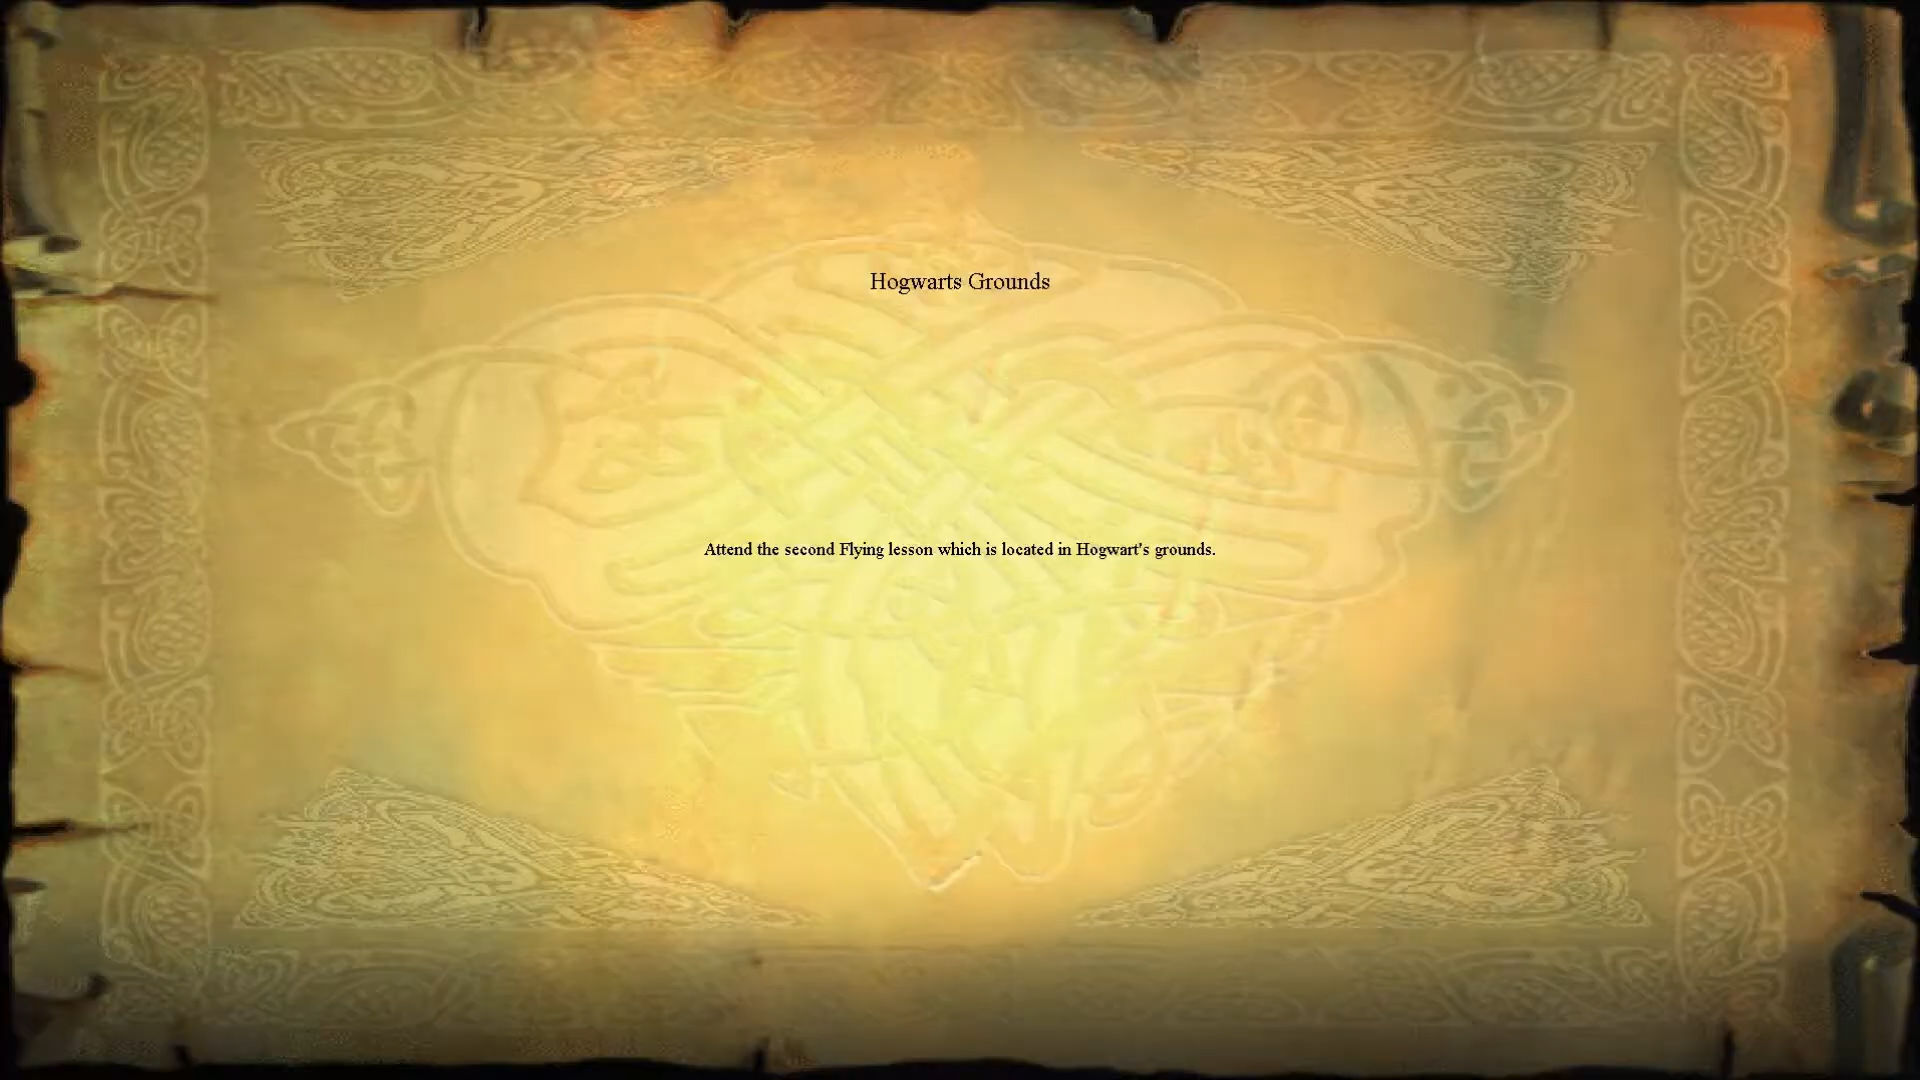 Hogwarts Grounds
Attend the second Flying lesson which is located in Hogwart's grounds.